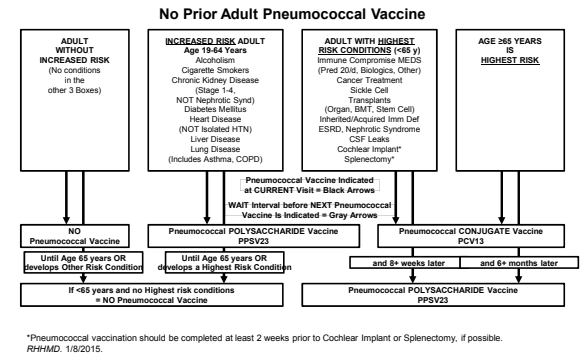 No Prior Adult Pneumococcal Vaccine
ADULT
WITHOUT
INCREASED RISK
(No conditions
in the
other 3 Boxes)
INCREASED RISK ADULT
Age 19-64 Years
Alcoholism
Cigarette Smokers
Chronic Kidney Disease
(Stage 1-4,
NOT Nephrotic Synd)
Diabetes Mellitus
Heart Disease
(NOT Isolated HTN)
Liver Disease
Lung Disease
(Includes Asthma, COPD)
ADULT WITH HIGHEST
RISK CONDITIONS (<65 y)
Immune Compromise MEDS
(Pred 20/d, Biologics, Other)
Cancer Treatment
Sickle Cell
Transplants
(Organ, BMT, Stem Cell)
Inherited/Acquired Imm Def
ESRD, Nephrotic Syndrome
CSF Leaks
Cochlear Implant*
Splenectomy*
AGE ≥65 YEARS
IS
HIGHEST RISK
Pneumococcal Vaccine Indicated
at CURRENT Visit = Black Arrows
WAIT Interval before NEXT Pneumococcal
Vaccine Is Indicated = Gray Arrows
NO
Pneumococcal Vaccine
Pneumococcal POLYSACCHARIDE Vaccine
PPSV23
Pneumococcal CONJUGATE Vaccine
PCV13
Until Age 65 years OR
develops Other Risk Condition
Until Age 65 years OR
develops a Highest Risk Condition
and 8+ weeks later
and 6+ months later
If <65 years and no Highest risk conditions
= NO Pneumococcal Vaccine
Pneumococcal POLYSACCHARIDE Vaccine
PPSV23
*Pneumococcal vaccination should be completed at least 2 weeks prior to Cochlear Implant or Splenectomy, if possible.
RHHMD, 1/8/2015.